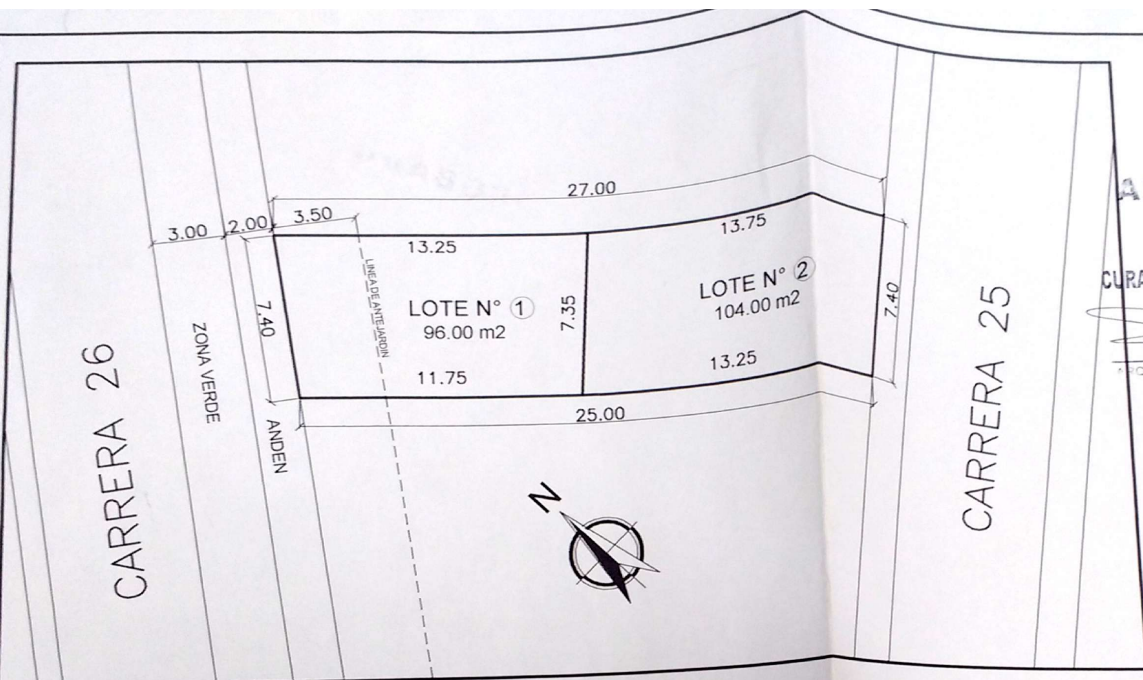 27.00
3.00
2.00
3.50
13.25
13.75
LINEA DE ANTEJARDIN
7.40
LOTE N° 1
96.00 m2
7.35
LOTE N° 2
104.00 m2
7.40
11.75
13.25
25.00
ZONA VERDE
ANDEN
CARRERA 26
CARRERA 25
N
A
CURA